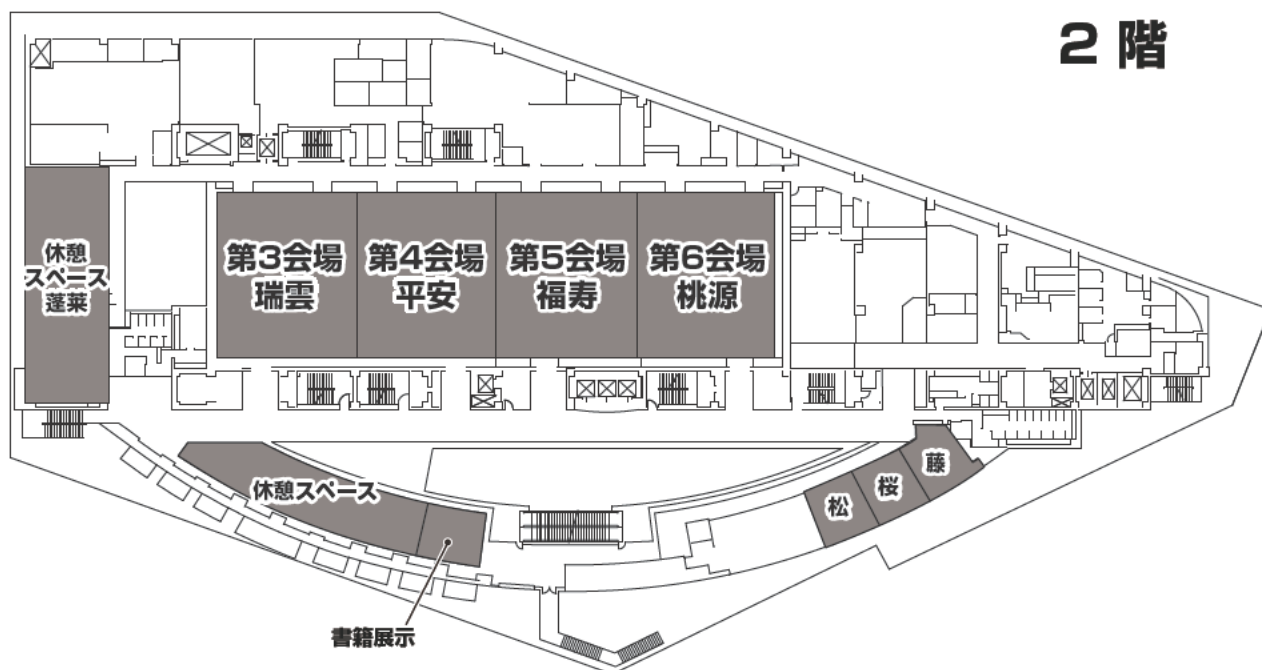 2 階
休憩
スペース
蓬莱
第3会場
瑞雲
第4会場
平安
第5会場
福寿
第6会場
桃源
休憩スペース
書籍展示
松
桜
藤